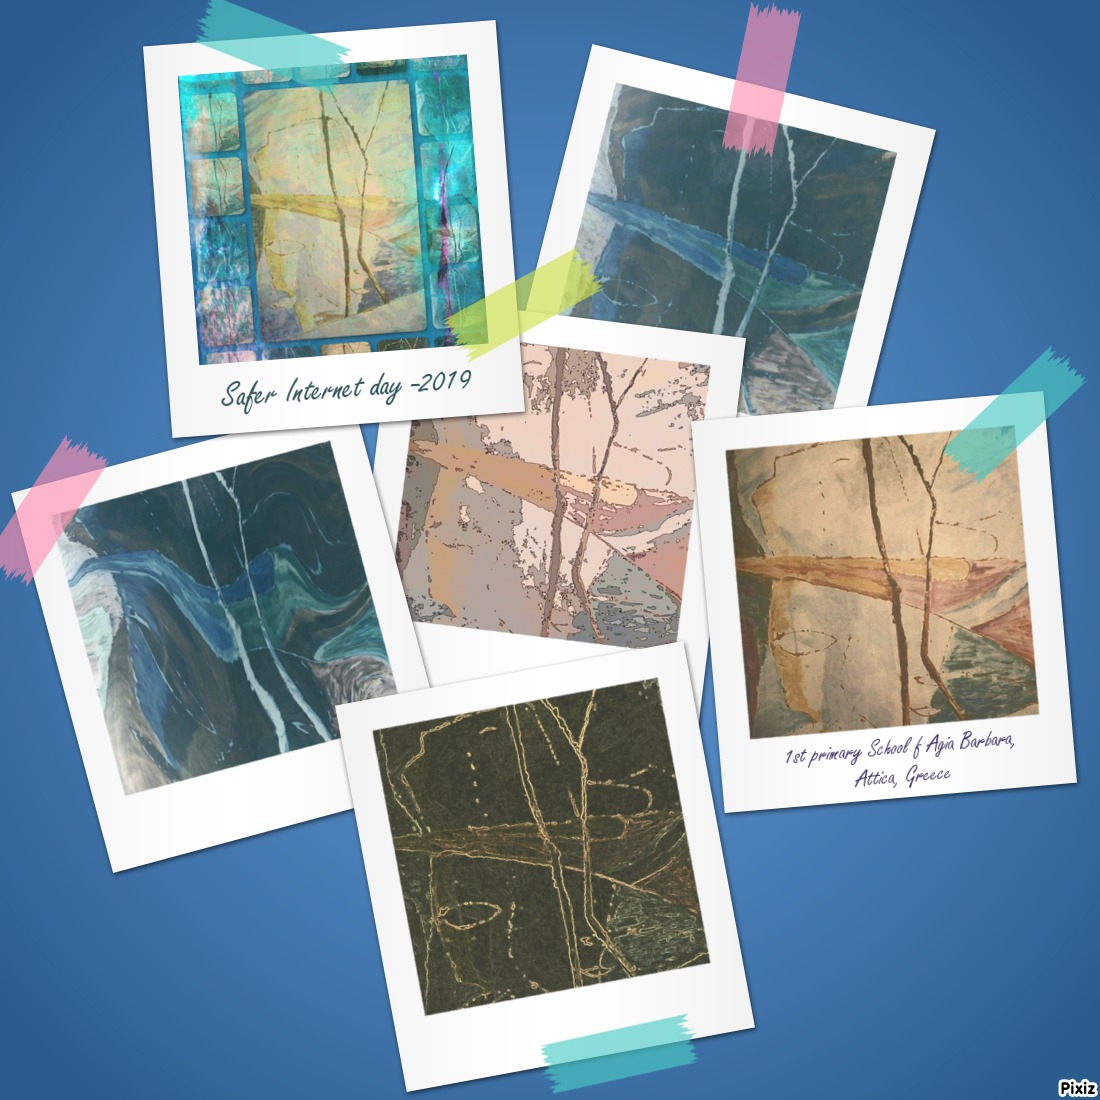 Safer Internet day -2019
1st primary School f Agia Barbara,
Attica, Greece
Pixiz